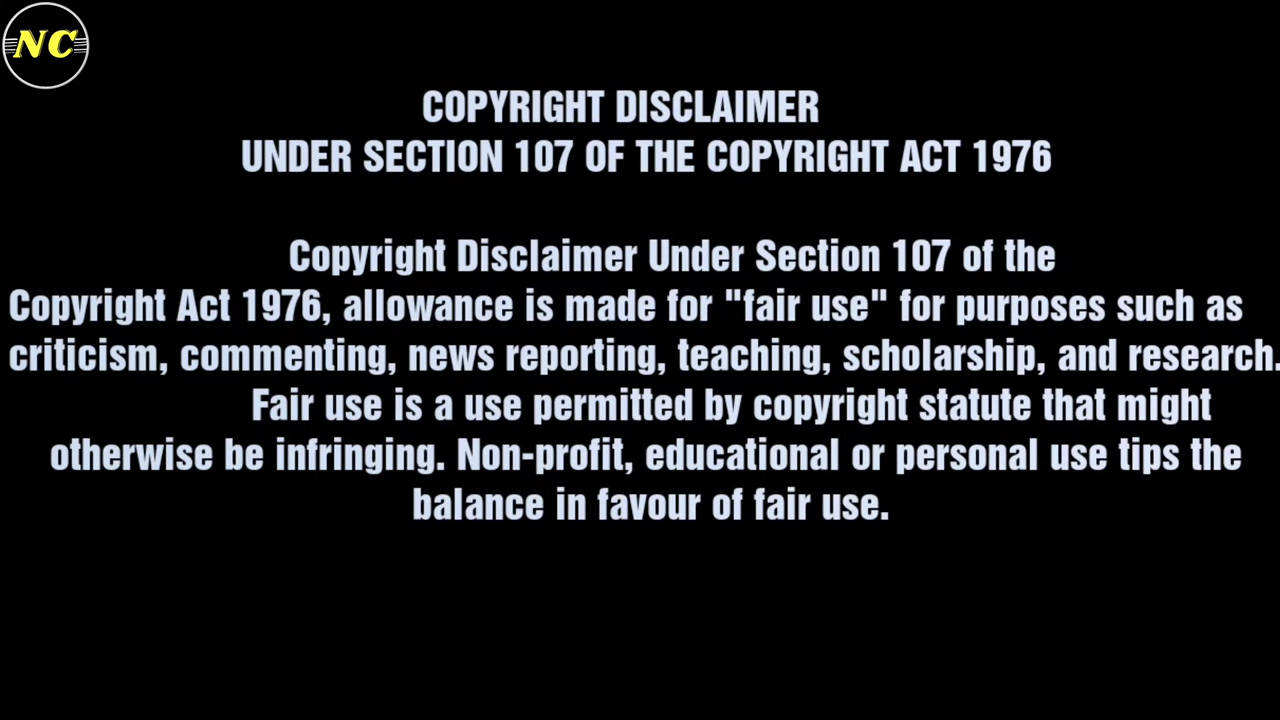 NC
COPYRIGHT DISCLAIMER
UNDER SECTION 107 OF THE COPYRIGHT ACT 1976
Copyright Disclaimer Under Section 107 of the
Copyright Act 1976, allowance is made for "fair use" for purposes such as
criticism, commenting, news reporting, teaching, scholarship, and research.
Fair use is a use permitted by copyright statute that might
otherwise be infringing. Non-profit, educational or personal use tips the
balance in favour of fair use.